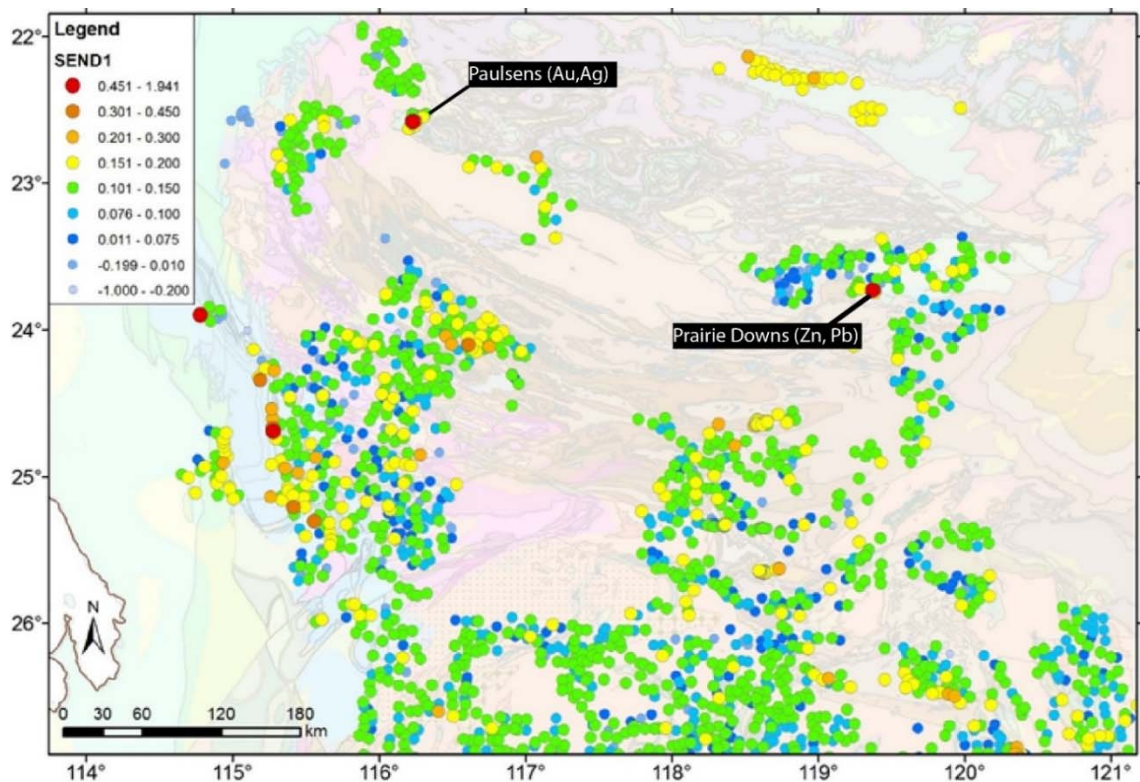 Legend
SEND1
0.451 - 1.941
0.301 - 0.450
0.201 - 0.300
0.151 - 0.200
0.101 - 0.150
0.076 - 0.100
0.011 - 0.075
-0.199 - 0.010
-1.000 - -0.200
Paulsens (Au,Ag)
Prairie Downs (Zn, Pb)
22°
23°
24°
25°
26°
N
0 30 60 120 180
km
114° 115° 116° 117° 118° 119° 120° 121°